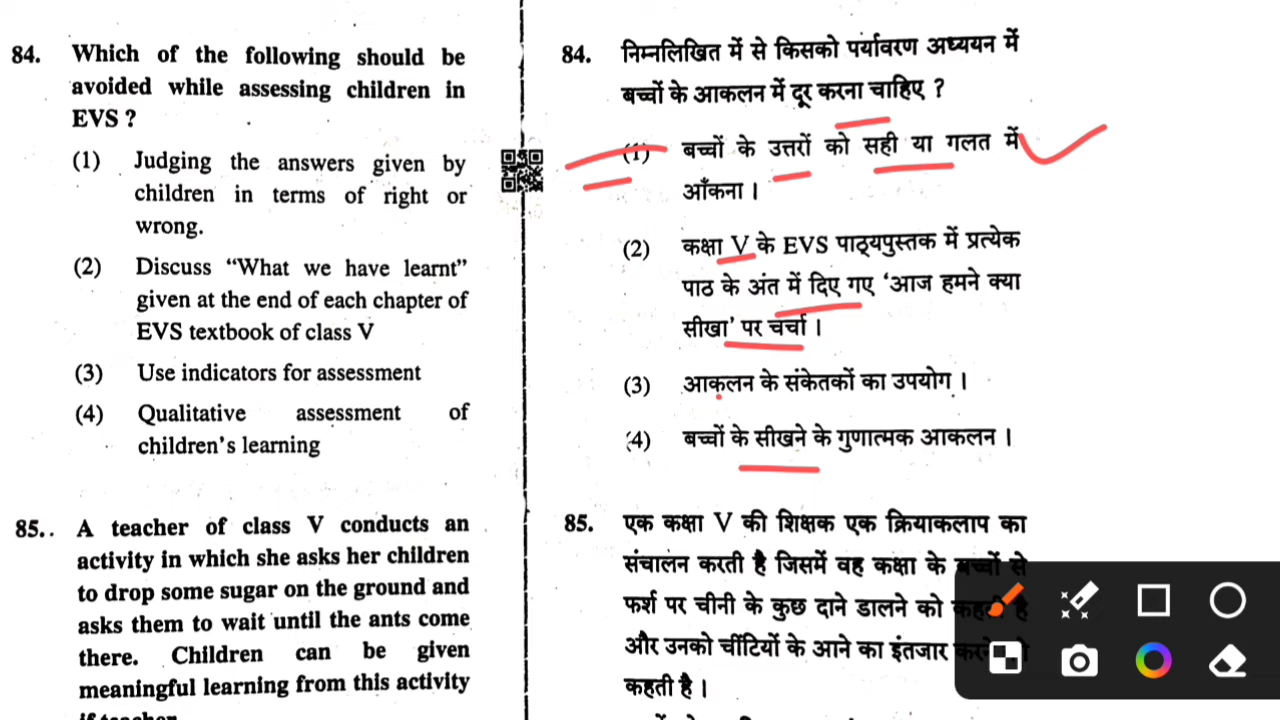 84. Which of the following should be
avoided while assessing children in
EVS ?
(1) Judging the answers given by
children in terms of right or
wrong.
(2) Discuss “What we have learnt”
given at the end of each chapter of
EVS textbook of class V
(3) Use indicators for assessment
(4) Qualitative assessment of
children’s learning
85.. A teacher of class V conducts an
activity in which she asks her children
to drop some sugar on the ground and
asks them to wait until the ants come
there. Children can be given
meaningful learning from this activity
if teacher
84. निम्नलिखित में से किसको पर्यावरण अध्ययन में
बच्चों के आकलन में दूर करना चाहिए ?
(1) बच्चों के उत्तरों को सही या गलत में
आँकना ।
(2) कक्षा V के EVS पाठ्यपुस्तक में प्रत्येक
पाठ के अंत में दिए गए ‘आज हमने क्या
सीखा’ पर चर्चा ।
(3) आकलन के संकेतकों का उपयोग ।
(4) बच्चों के सीखने के गुणात्मक आकलन ।
85. एक कक्षा V की शिक्षक एक क्रियाकलाप का
संचालन करती है जिसमें वह कक्षा के बच्चों से
फर्श पर चीनी के कुछ दाने डालने को कहती है
और उनको चींटियों के आने का इंतजार करने को
कहती है ।